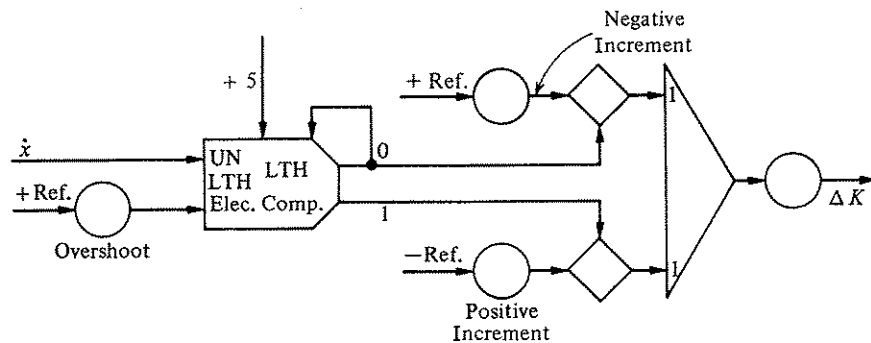 Negative
Increment
+ Ref.
+ 5
1
0
ẋ
UN
LTH
LTH
+Ref.
Elec. Comp.
1
ΔK
Overshoot
−Ref.
1
Positive
Increment